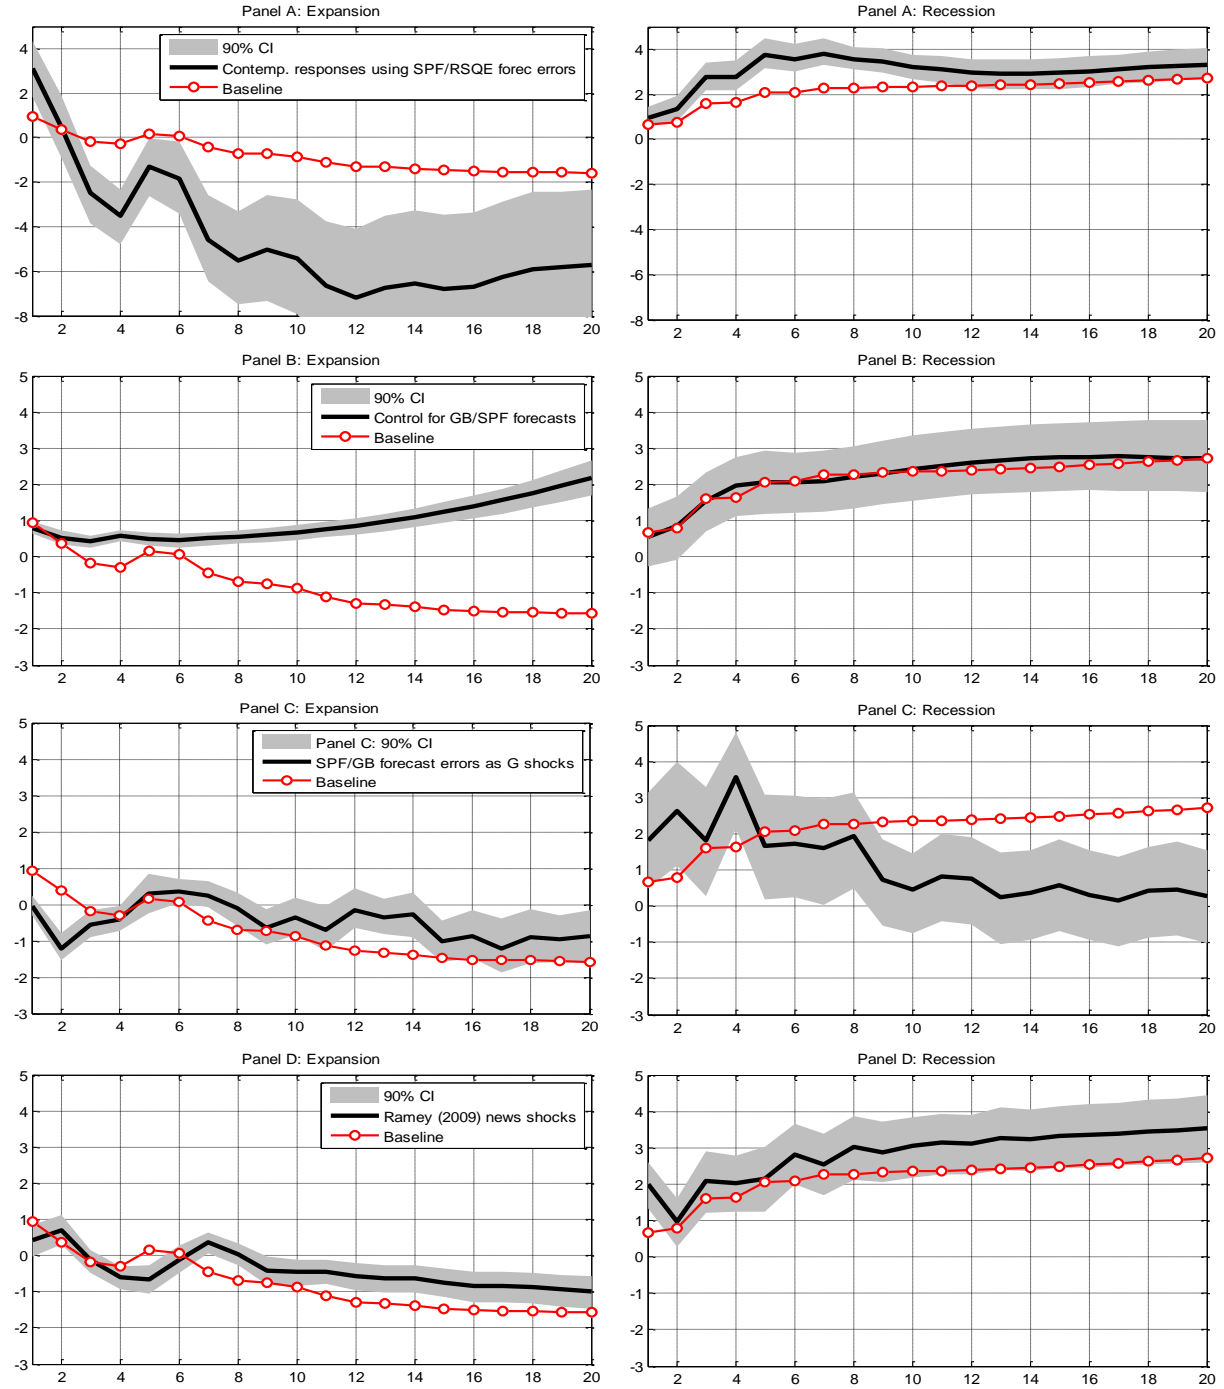 Panel A: Expansion
4
2
0
-2
-4
-6
-8
90% CI
Contemp. responses using SPF/RSQE forec errors
Baseline
2 4 6 8 10 12 14 16 18 20
Panel A: Recession
4
2
0
-2
-4
-6
-8
2 4 6 8 10 12 14 16 18 20
Panel B: Expansion
5
4
3
2
1
0
-1
-2
-3
90% CI
Control for GB/SPF forecasts
Baseline
2 4 6 8 10 12 14 16 18 20
Panel B: Recession
5
4
3
2
1
0
-1
-2
-3
2 4 6 8 10 12 14 16 18 20
Panel C: Expansion
5
4
3
2
1
0
-1
-2
-3
Panel C: 90% CI
SPF/GB forecast errors as G shocks
Baseline
2 4 6 8 10 12 14 16 18 20
Panel C: Recession
5
4
3
2
1
0
-1
-2
-3
2 4 6 8 10 12 14 16 18 20
Panel D: Expansion
5
4
3
2
1
0
-1
-2
-3
90% CI
Ramey (2009) news shocks
Baseline
2 4 6 8 10 12 14 16 18 20
Panel D: Recession
5
4
3
2
1
0
-1
-2
-3
2 4 6 8 10 12 14 16 18 20